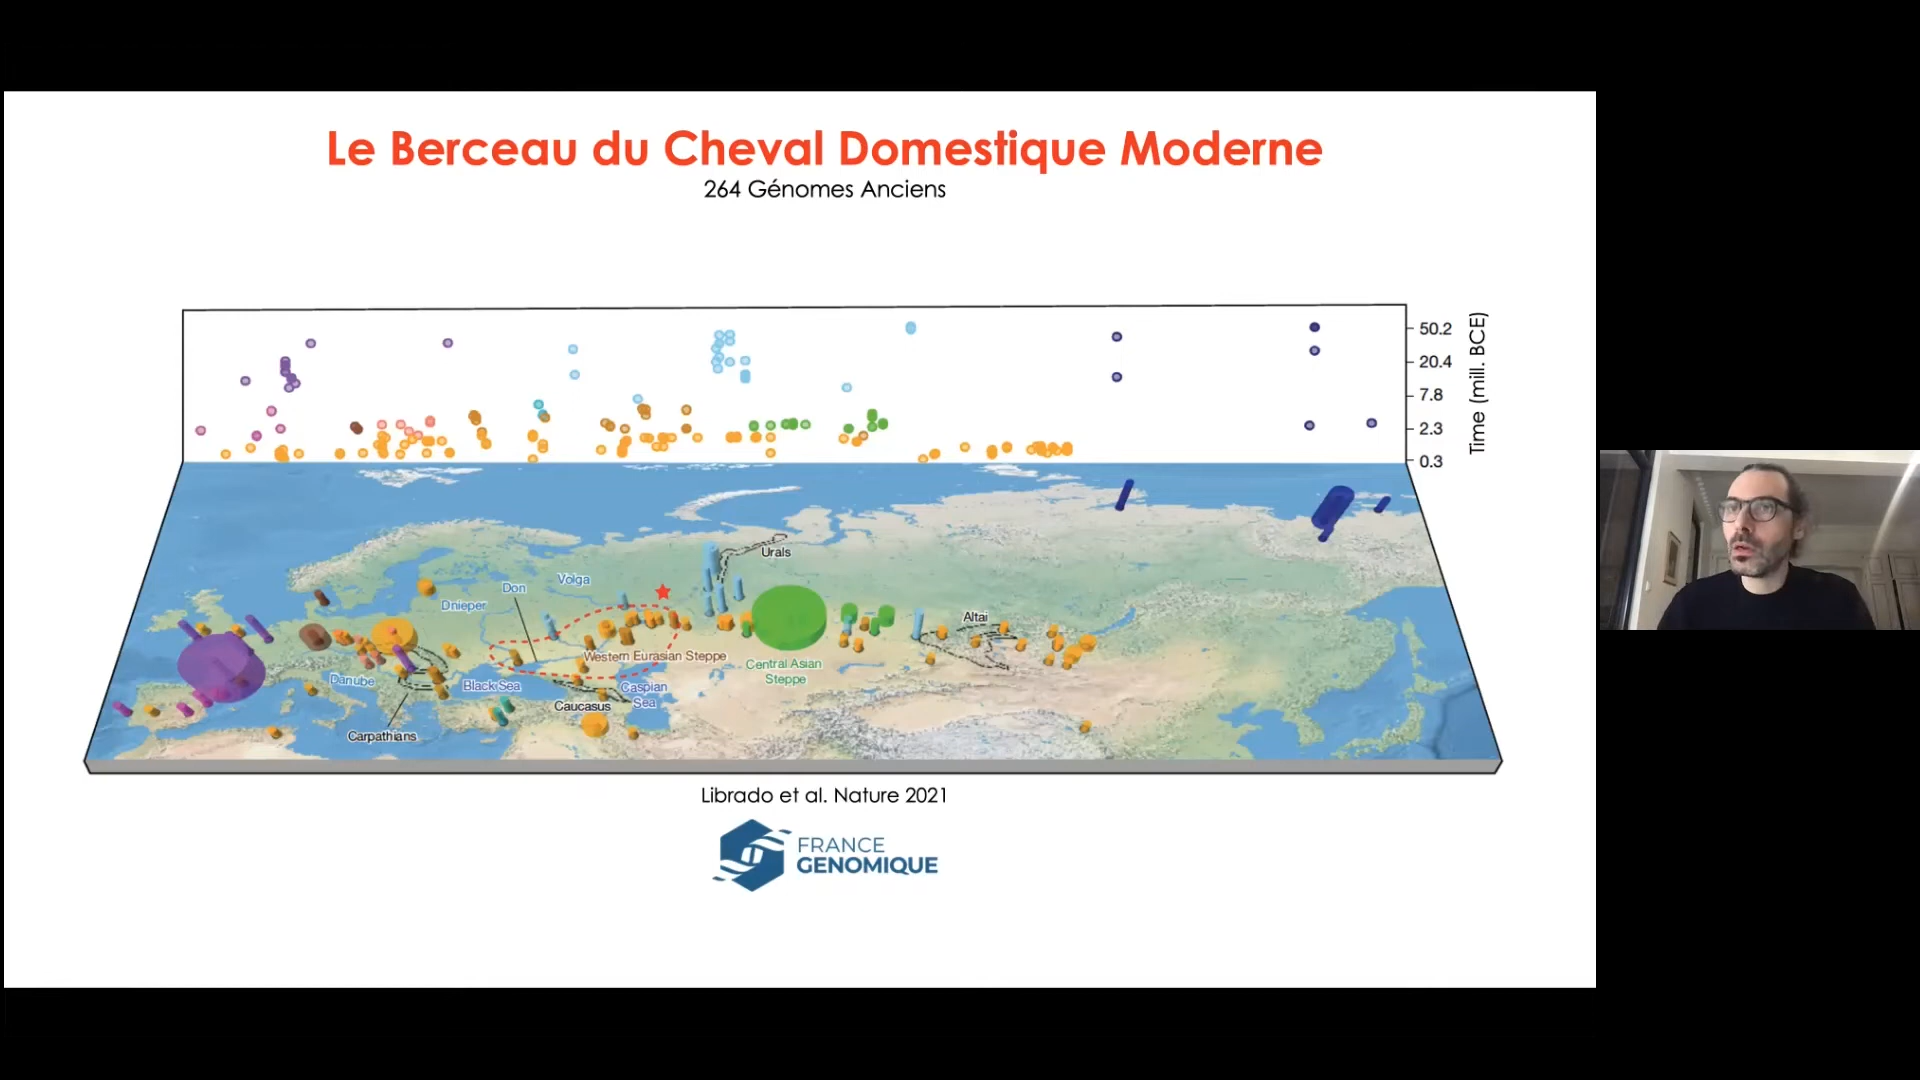 Le Berceau du Cheval Domestique Moderne
264 Génomes Anciens
50.2
20.4
7.8
2.3
0.3
Time (mill. BCE)
Urals
Volga
Don
Dnieper
Altai
Western Eurasian Steppe
Central Asian
Steppe
Danube
Black Sea
Caspian
Sea
Caucasus
Carpathians
Librado et al. Nature 2021
FRANCE
GENOMIQUE